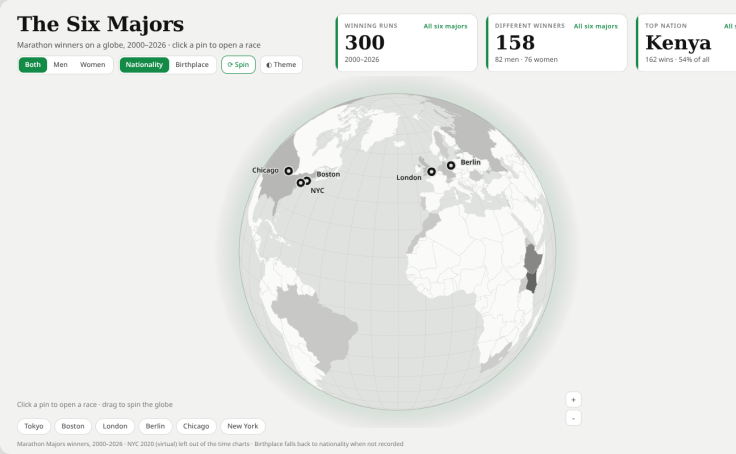 The Six Majors
Marathon winners on a globe, 2000–2026 · click a pin to open a race
Both Men Women Nationality Birthplace ⟳ Spin ◐ Theme
WINNING RUNS All six majors
300
2000–2026
DIFFERENT WINNERS All six majors
158
82 men · 76 women
TOP NATION All s
Kenya
162 wins · 54% of all
Chicago
Boston
NYC
London
Berlin
+
-
Click a pin to open a race · drag to spin the globe
Tokyo Boston London Berlin Chicago New York
Marathon Majors winners, 2000–2026 · NYC 2020 (virtual) left out of the time charts · Birthplace falls back to nationality when not recorded